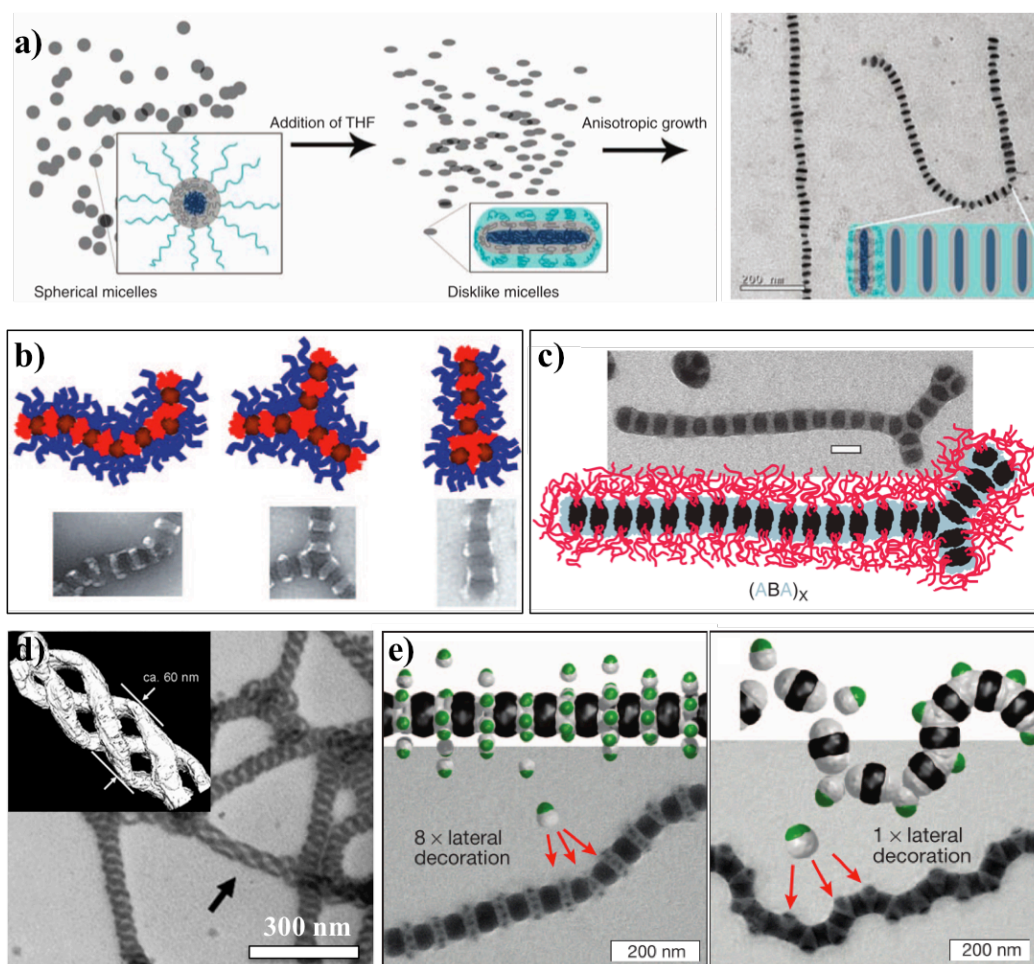 a)
Addition of THF
Anisotropic growth
Spherical micelles
Disklike micelles
200 nm
b)
c)
(ABA)x
d)
ca. 60 nm
300 nm
e)
8 × lateral
decoration
200 nm
1 × lateral
decoration
200 nm